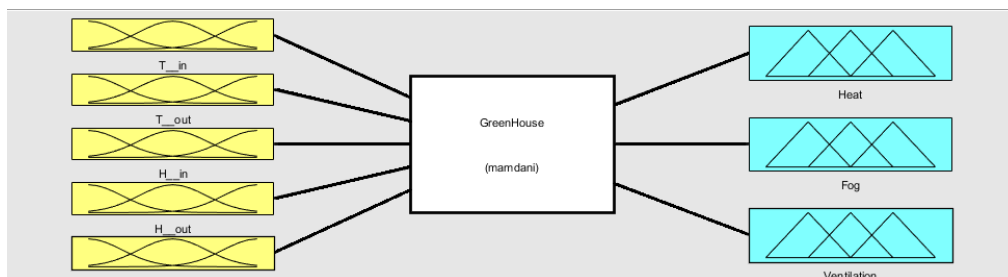 T__in
T__out
H__in
H__out
GreenHouse
(mamdani)
Heat
Fog
Ventilation